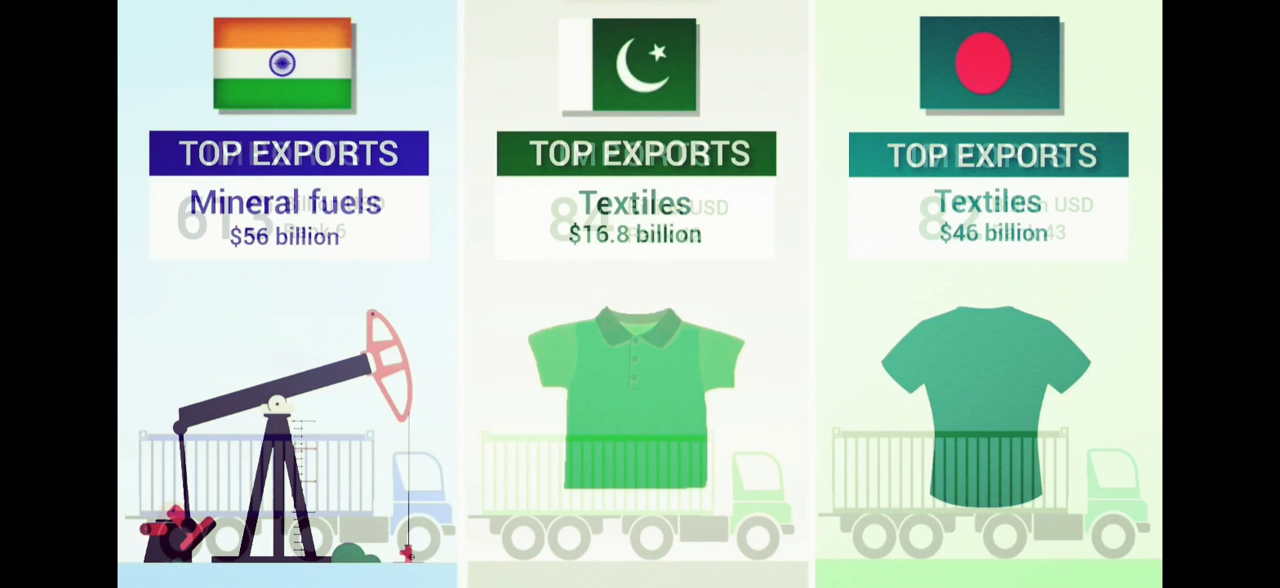 TOP EXPORTS
Mineral fuels
$56 billion
TOP EXPORTS
Textiles
$16.8 billion
TOP EXPORTS
Textiles
$46 billion